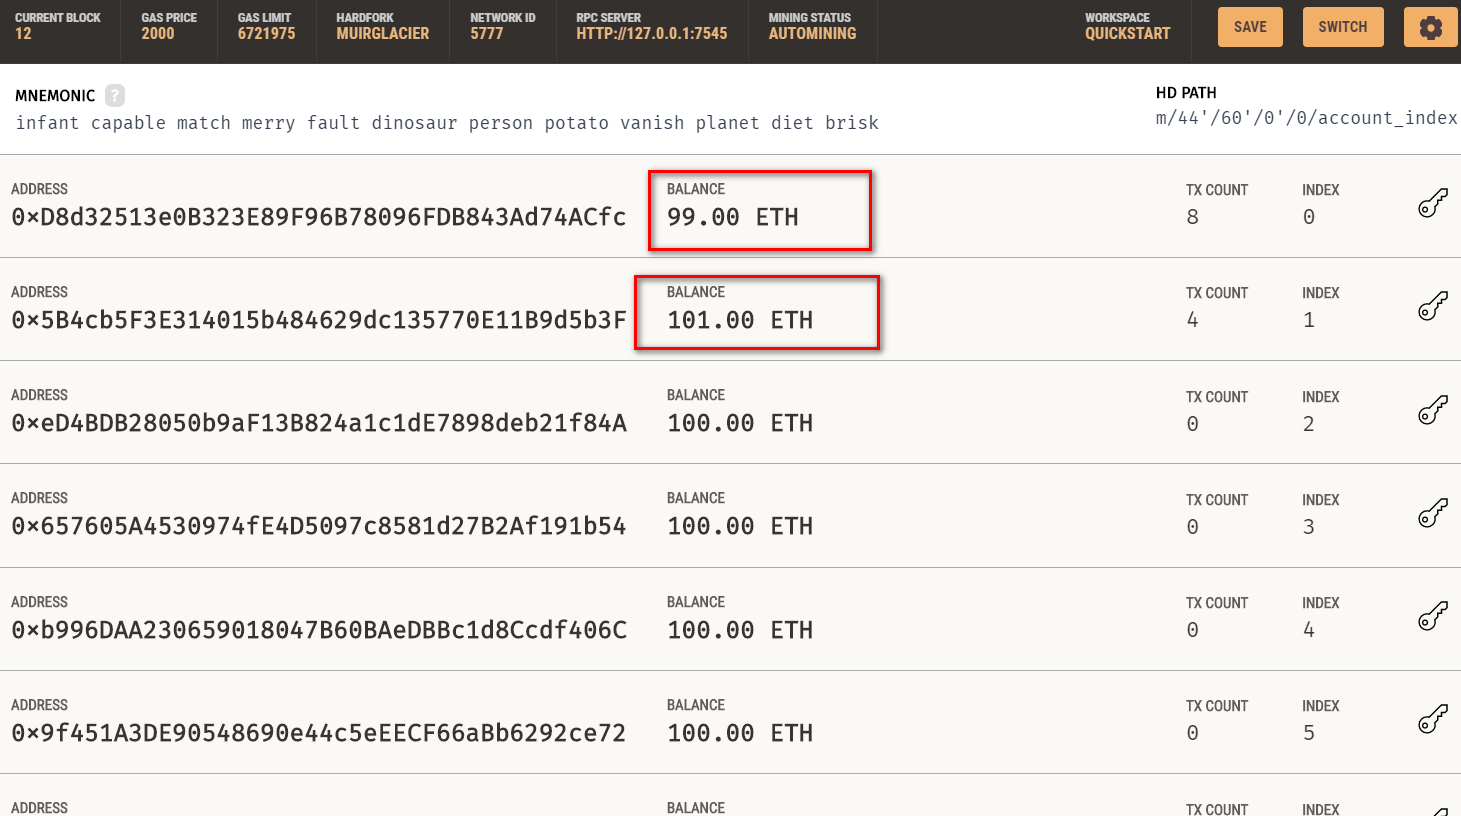 CURRENT BLOCK GAS PRICE GAS LIMIT HARDFORK NETWORK ID RPC SERVER MINING STATUS WORKSPACE
12 2000 6721975 MUIRGLACIER 5777 HTTP://127.0.0.1:7545 AUTOMINING QUICKSTART SAVE SWITCH
MNEMONIC ? HD PATH
infant capable match merry fault dinosaur person potato vanish planet diet brisk m/44'/60'/0'/0/account_index
ADDRESS BALANCE TX COUNT INDEX
0×D8d32513e0B323E89F96B78096FDB843Ad74ACfc 99.00 ETH 8 0
ADDRESS BALANCE TX COUNT INDEX
0×5B4cb5F3E314015b484629dc135770E11B9d5b3F 101.00 ETH 4 1
ADDRESS BALANCE TX COUNT INDEX
0×eD4BDB28050b9aF13B824a1c1dE7898deb21f84A 100.00 ETH 0 2
ADDRESS BALANCE TX COUNT INDEX
0×657605A4530974fE4D5097c8581d27B2Af191b54 100.00 ETH 0 3
ADDRESS BALANCE TX COUNT INDEX
0×b996DAA230659018047B60BAeDBBc1d8Ccdf406C 100.00 ETH 0 4
ADDRESS BALANCE TX COUNT INDEX
0×9f451A3DE90548690e44c5eEECF66aBb6292ce72 100.00 ETH 0 5
ADDRESS BALANCE TX COUNT INDEX